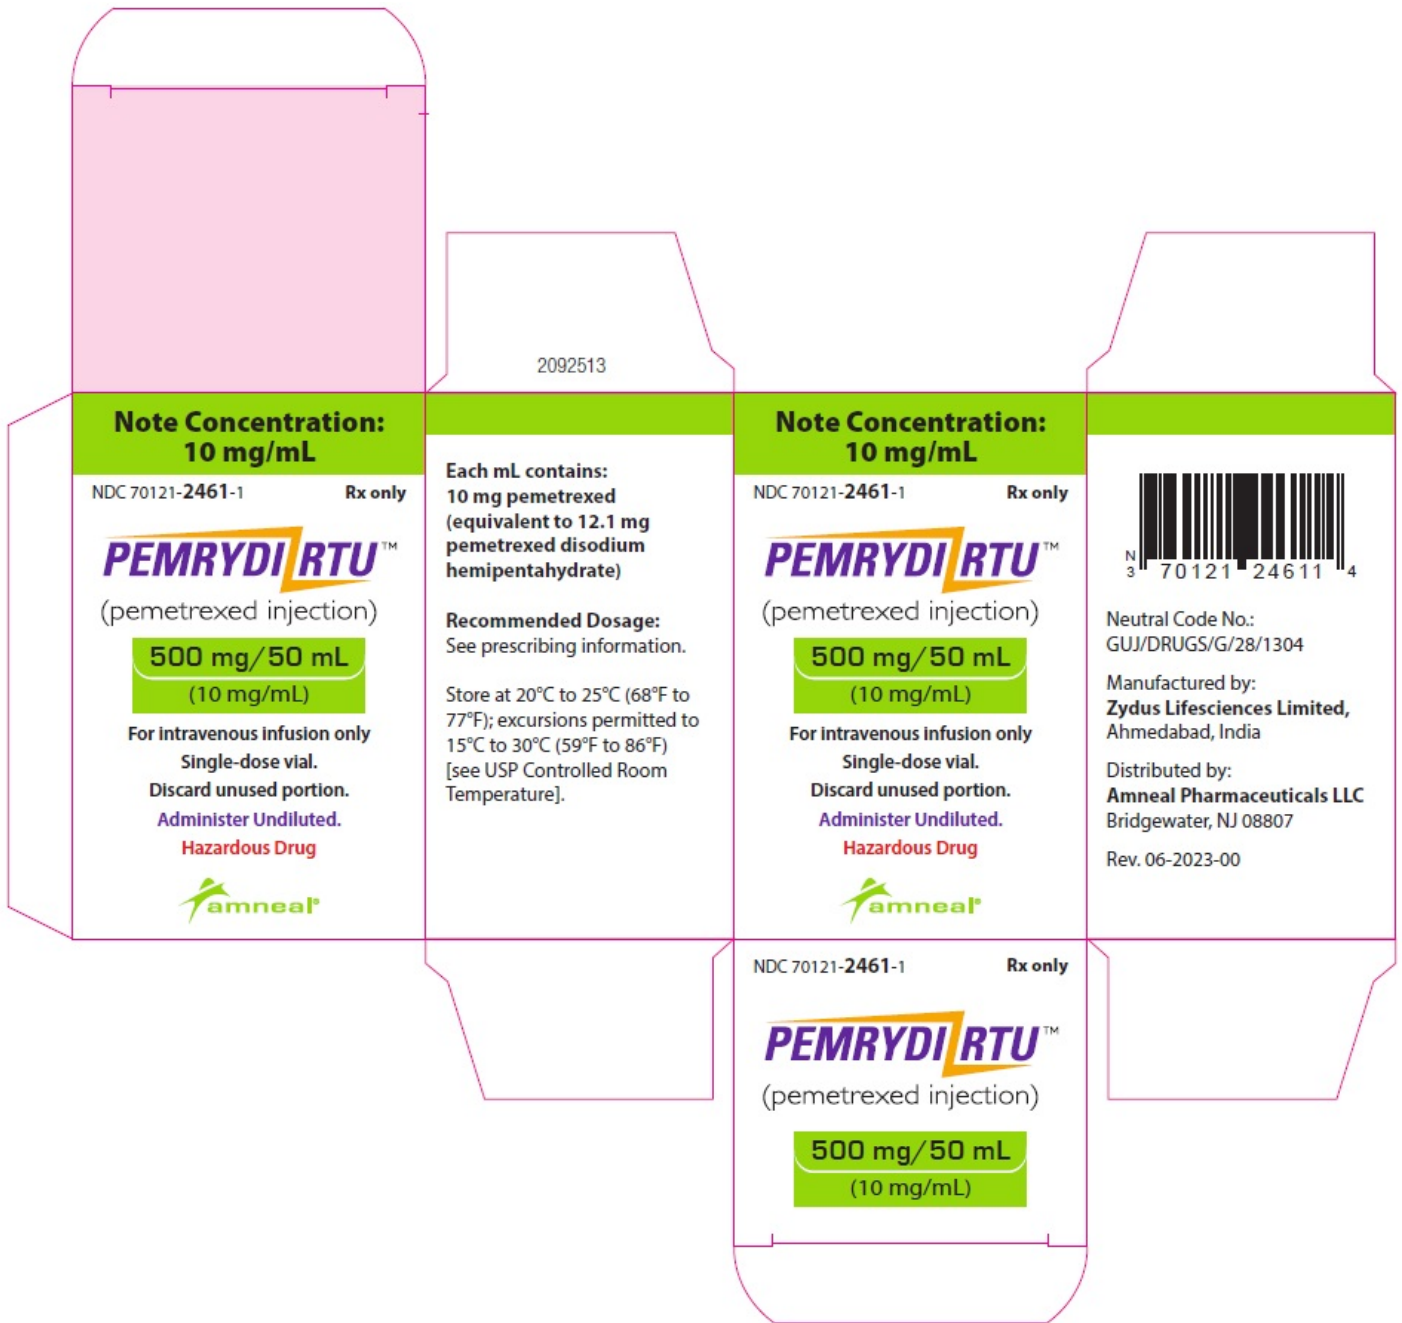 2092513
Note Concentration:
10 mg/mL
NDC 70121-2461-1 Rx only
PEMRYDI RTU™
(pemetrexed injection)
500 mg/50 mL
(10 mg/mL)
For intravenous infusion only
Single-dose vial.
Discard unused portion.
Administer Undiluted.
Hazardous Drug
amneal®
Each mL contains:
10 mg pemetrexed
(equivalent to 12.1 mg
pemetrexed disodium
hemipentahydrate)
Recommended Dosage:
See prescribing information.
Store at 20°C to 25°C (68°F to
77°F); excursions permitted to
15°C to 30°C (59°F to 86°F)
[see USP Controlled Room
Temperature].
Note Concentration:
10 mg/mL
NDC 70121-2461-1 Rx only
PEMRYDI RTU™
(pemetrexed injection)
500 mg/50 mL
(10 mg/mL)
For intravenous infusion only
Single-dose vial.
Discard unused portion.
Administer Undiluted.
Hazardous Drug
amneal®
N
3 70121 24611 4
Neutral Code No.:
GUJ/DRUGS/G/28/1304
Manufactured by:
Zydus Lifesciences Limited,
Ahmedabad, India
Distributed by:
Amneal Pharmaceuticals LLC
Bridgewater, NJ 08807
Rev. 06-2023-00
NDC 70121-2461-1 Rx only
PEMRYDI RTU™
(pemetrexed injection)
500 mg/50 mL
(10 mg/mL)